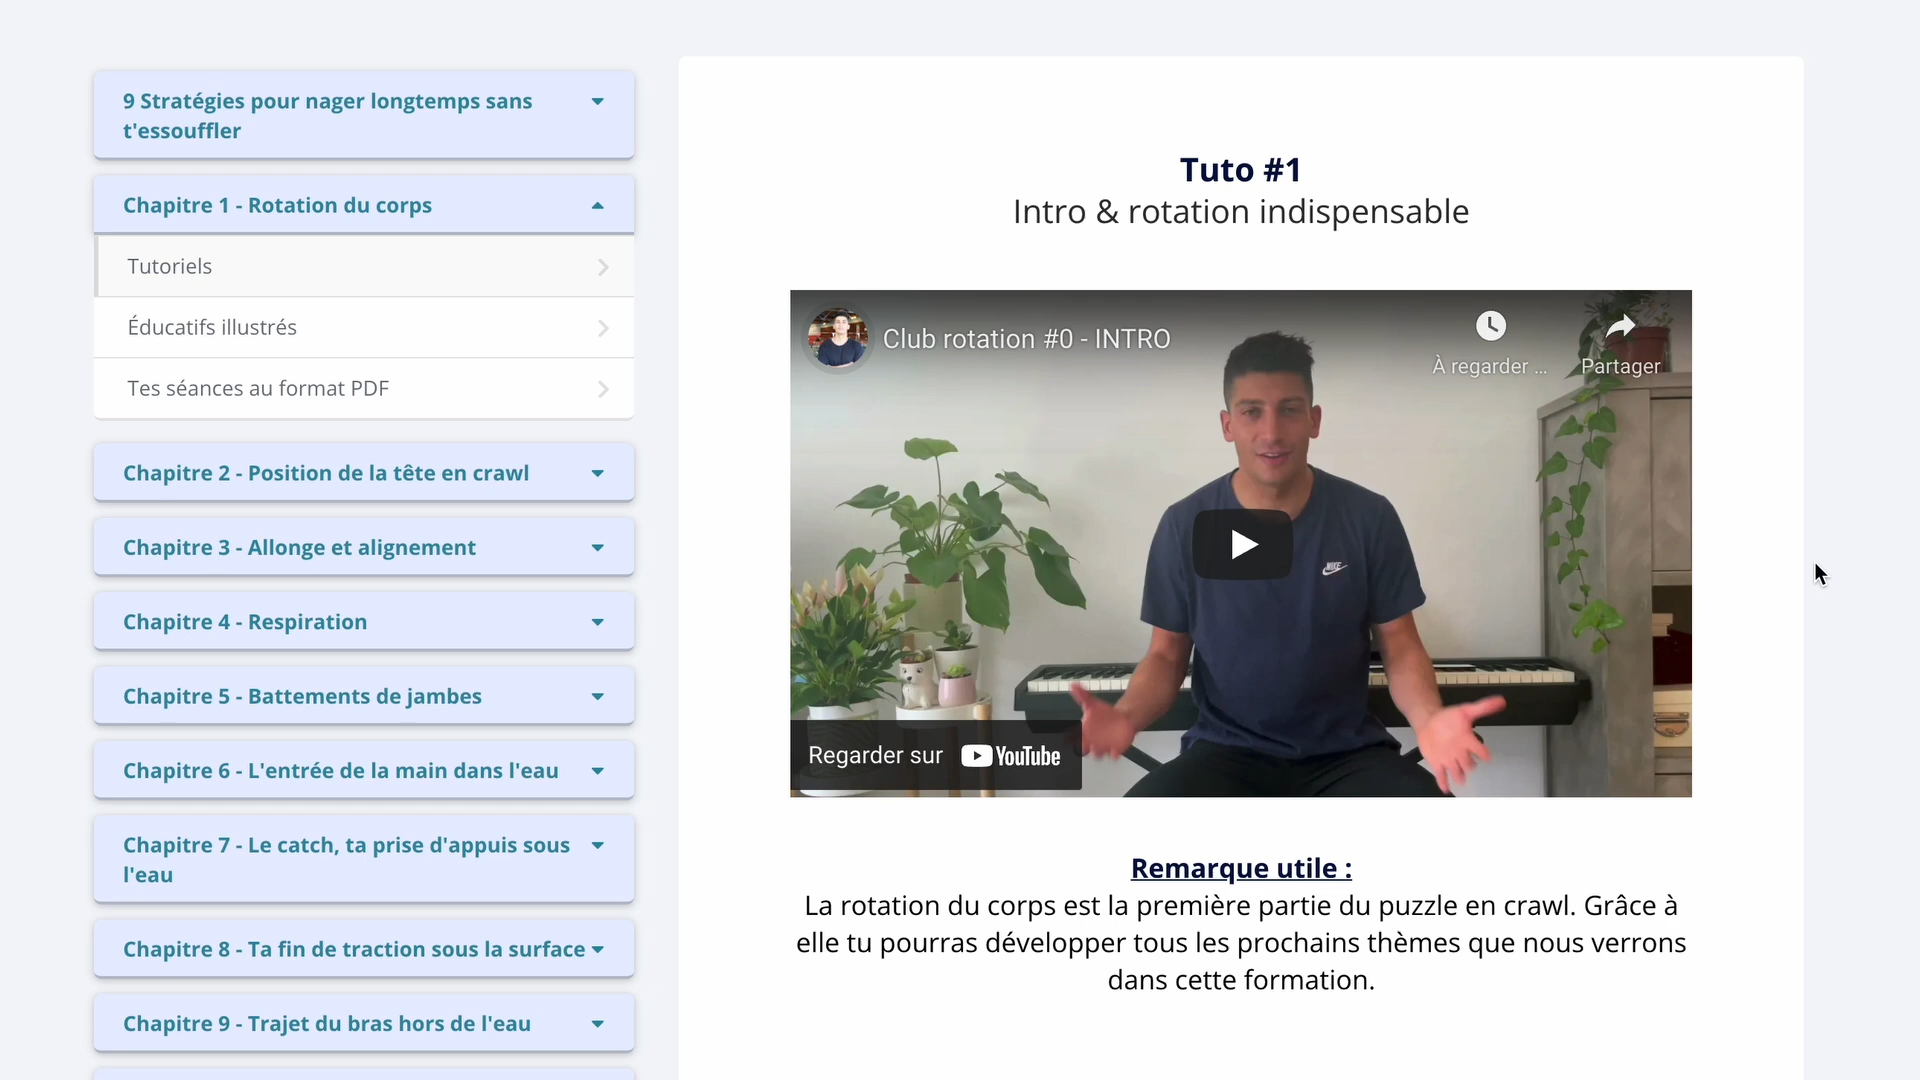 9 Stratégies pour nager longtemps sans
t'essouffler
Chapitre 1 - Rotation du corps
Tutoriels
Éducatifs illustrés
Tes séances au format PDF
Chapitre 2 - Position de la tête en crawl
Chapitre 3 - Allonge et alignement
Chapitre 4 - Respiration
Chapitre 5 - Battements de jambes
Chapitre 6 - L'entrée de la main dans l'eau
Chapitre 7 - Le catch, ta prise d'appuis sous
l'eau
Chapitre 8 - Ta fin de traction sous la surface
Chapitre 9 - Trajet du bras hors de l'eau
Tuto #1
Intro & rotation indispensable
Club rotation #0 - INTRO
À regarder ...
Partager
NIKE
Regarder sur YouTube
Remarque utile :
La rotation du corps est la première partie du puzzle en crawl. Grâce à
elle tu pourras développer tous les prochains thèmes que nous verrons
dans cette formation.